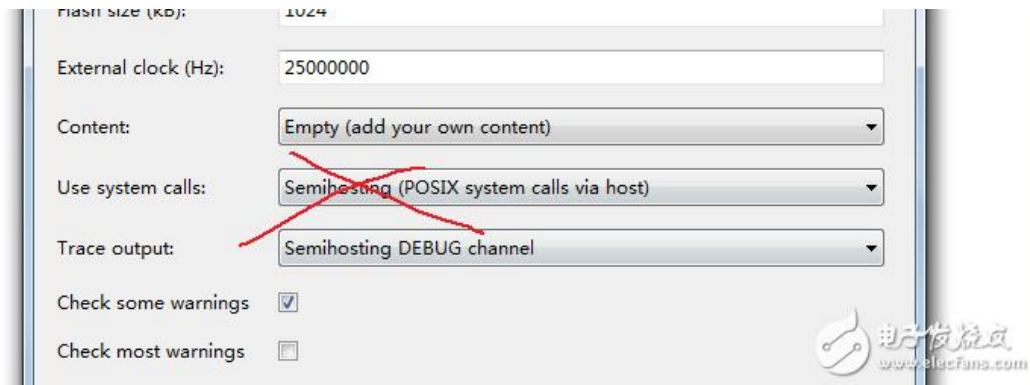 Flash size (kB): 1024
External clock (Hz): 25000000
Content: Empty (add your own content)
Use system calls: Semihosting (POSIX system calls via host)
Trace output: Semihosting DEBUG channel
Check some warnings
Check most warnings
电子发烧友
www.elecfans.com